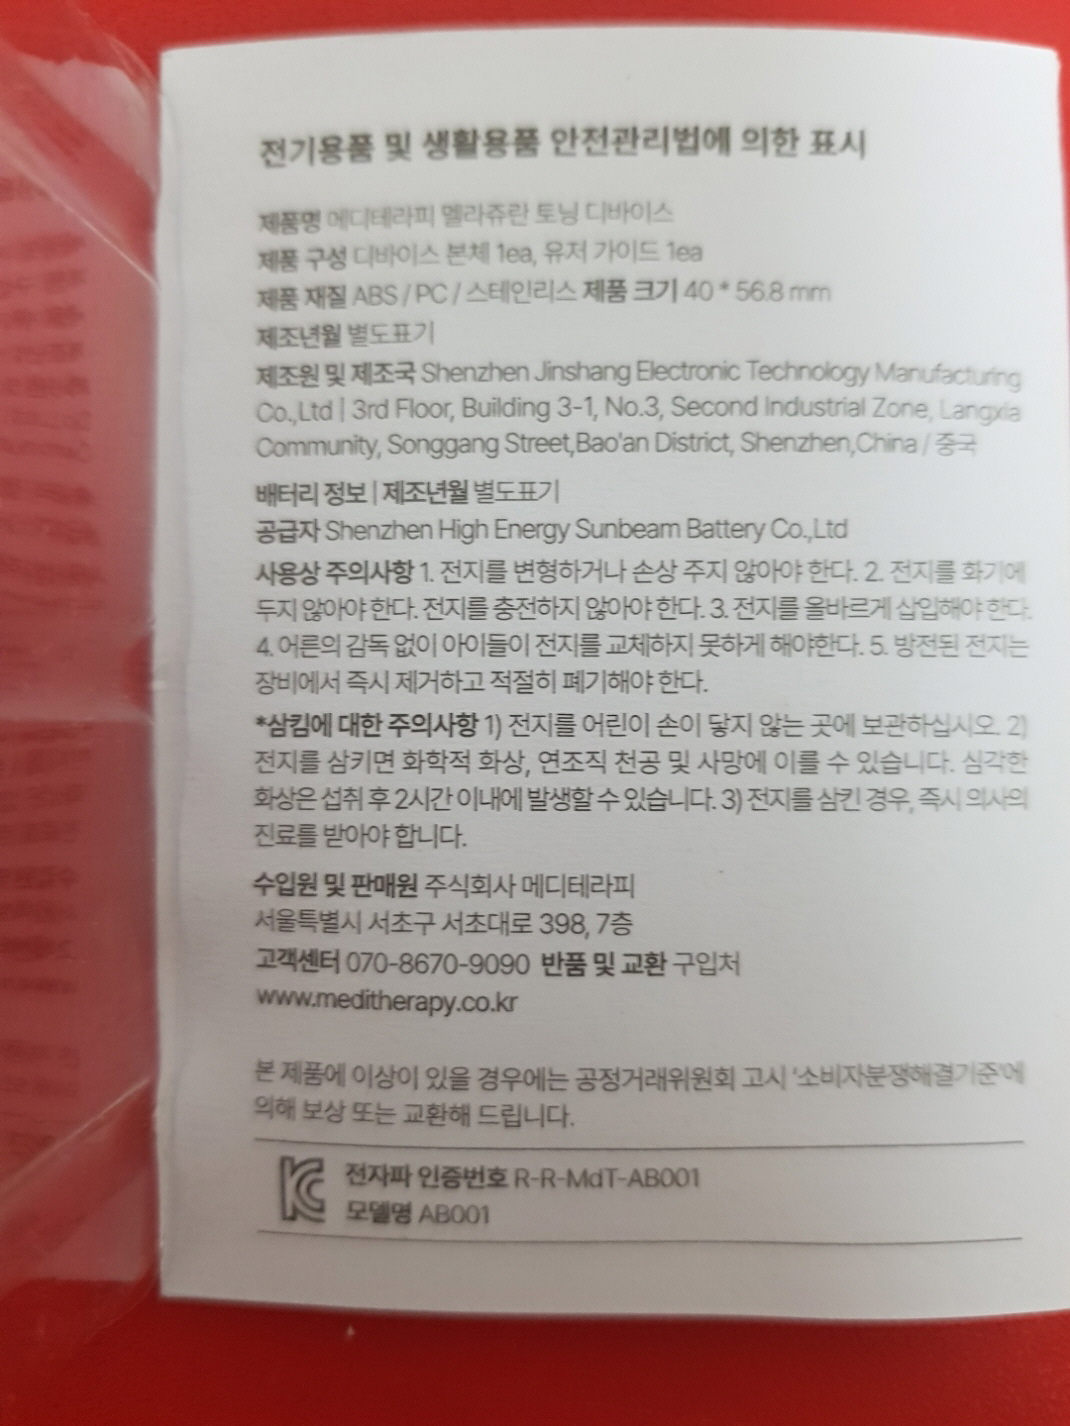 전기용품 및 생활용품 안전관리법에 의한 표시
제품명 메디테라피 멜라쥬란 토닝 디바이스
제품 구성 디바이스 본체 1ea, 유저 가이드 1ea
제품 재질 ABS / PC / 스테인리스 제품 크기 40 * 56.8 mm
제조년월 별도표기
제조원 및 제조국 Shenzhen Jinshang Electronic Technology Manufacturing
Co.,Ltd | 3rd Floor, Building 3-1, No.3, Second Industrial Zone, Langxia
Community, Songgang Street,Bao'an District, Shenzhen,China / 중국
배터리 정보 | 제조년월 별도표기
공급자 Shenzhen High Energy Sunbeam Battery Co.,Ltd
사용상 주의사항 1. 전지를 변형하거나 손상 주지 않아야 한다. 2. 전지를 화기에
두지 않아야 한다. 전지를 충전하지 않아야 한다. 3. 전지를 올바르게 삽입해야 한다.
4. 어른의 감독 없이 아이들이 전지를 교체하지 못하게 해야한다. 5. 방전된 전지는
장비에서 즉시 제거하고 적절히 폐기해야 한다.
*삼킴에 대한 주의사항 1) 전지를 어린이 손이 닿지 않는 곳에 보관하십시오. 2)
전지를 삼키면 화학적 화상, 연조직 천공 및 사망에 이를 수 있습니다. 심각한
화상은 섭취 후 2시간 이내에 발생할 수 있습니다. 3) 전지를 삼킨 경우, 즉시 의사의
진료를 받아야 합니다.
수입원 및 판매원 주식회사 메디테라피
서울특별시 서초구 서초대로 398, 7층
고객센터 070-8670-9090 반품 및 교환 구입처
www.meditherapy.co.kr
본 제품에 이상이 있을 경우에는 공정거래위원회 고시 '소비자분쟁해결기준'에
의해 보상 또는 교환해 드립니다.
전자파 인증번호 R-R-MdT-AB001
모델명 AB001